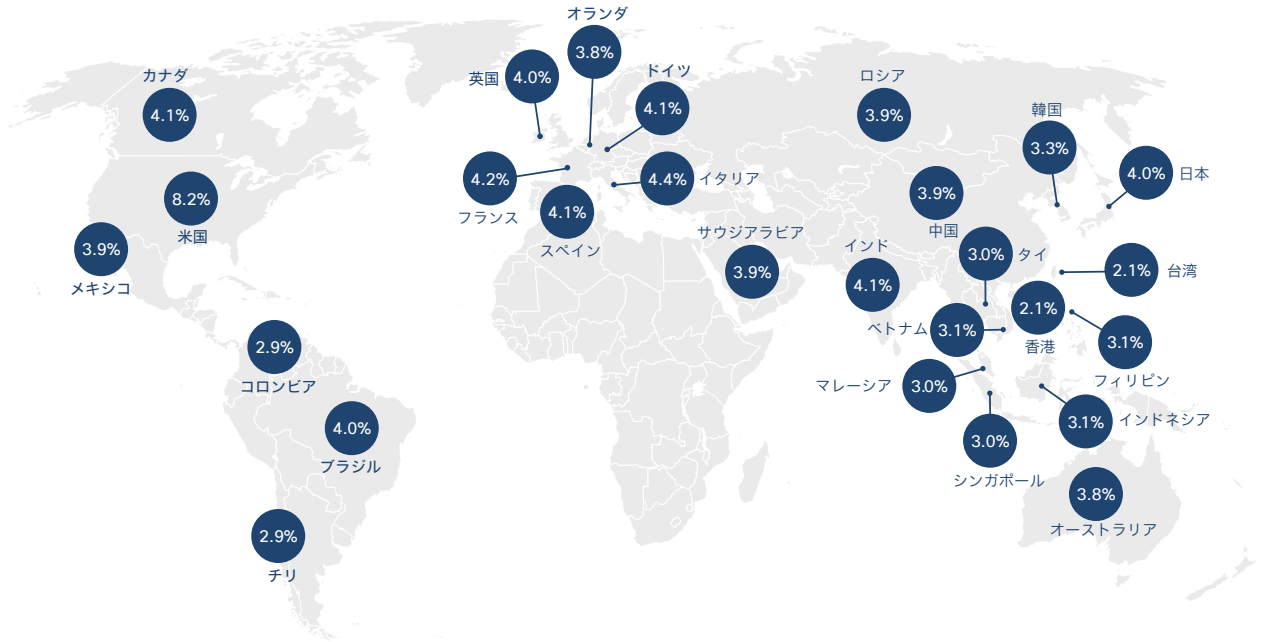 オランダ
3.8%
英国
4.0%
ドイツ
4.1%
カナダ
4.1%
ロシア
3.9%
韓国
3.3%
フランス
4.2%
イタリア
4.4%
日本
4.0%
米国
8.2%
中国
3.9%
スペイン
4.1%
メキシコ
3.9%
サウジアラビア
3.9%
インド
4.1%
タイ
3.0%
台湾
2.1%
香港
2.1%
ベトナム
3.1%
フィリピン
3.1%
コロンビア
2.9%
マレーシア
3.0%
インドネシア
3.1%
ブラジル
4.0%
シンガポール
3.0%
オーストラリア
3.8%
チリ
2.9%